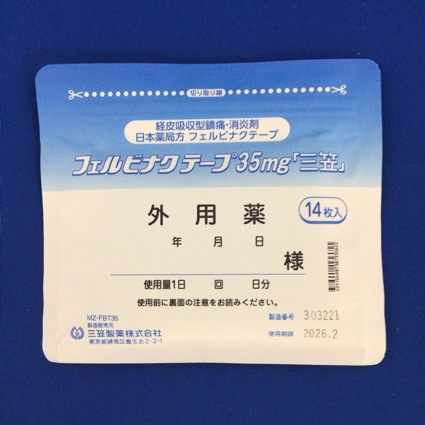 切り取り線
経皮吸収型鎮痛・消炎剤
日本薬局方 フェルビナクテープ
フェルビナクテープ35mg「三笠」
外用薬
14枚入
年 月 日
様
使用量1日 回 日分
使用前に裏面の注意をお読みください。
MZ-FBT35
製造販売元
三笠製薬株式会社
東京都練馬区豊玉北2-3-1
製造番号 303221
使用期限 2026.2